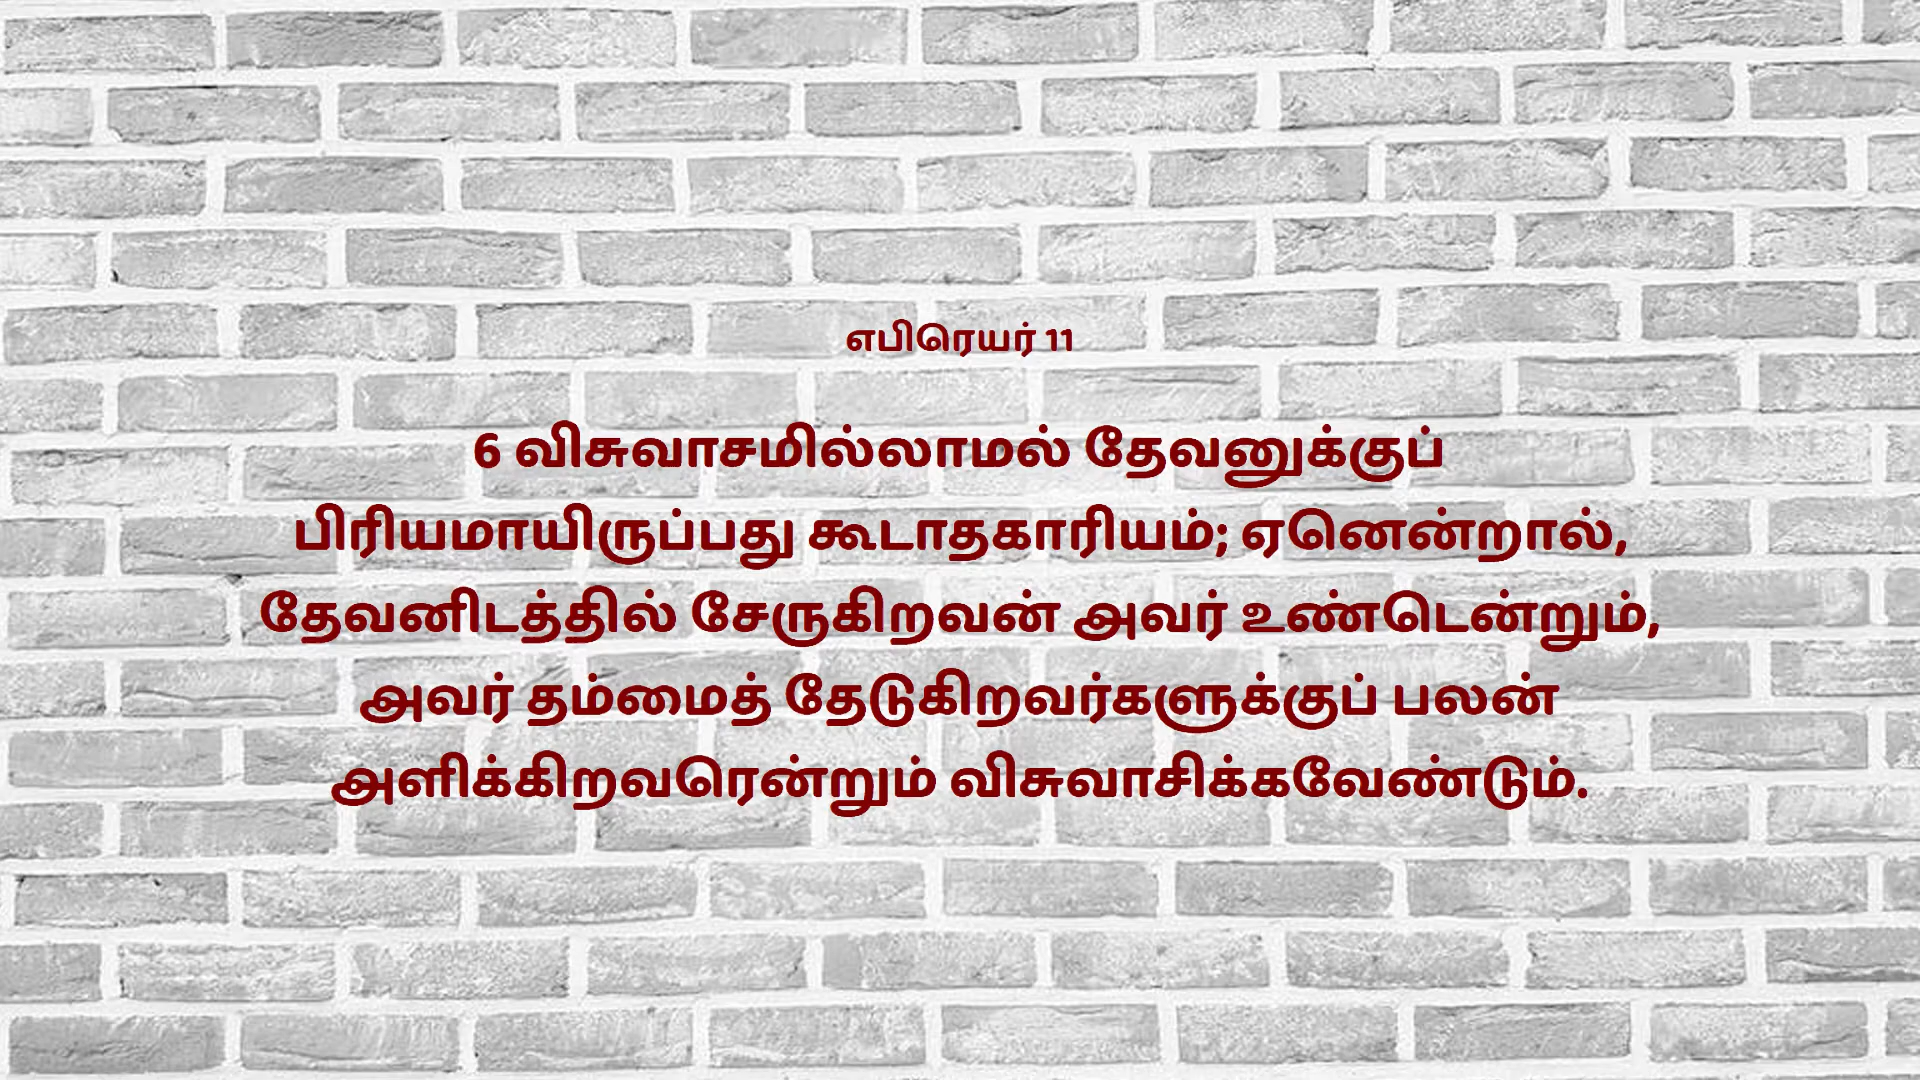 எபிரெயர் 11
6 விசுவாசமில்லாமல் தேவனுக்குப்
பிரியமாயிருப்பது கூடாதகாரியம்; ஏனென்றால்,
தேவனிடத்தில் சேருகிறவன் அவர் உண்டென்றும்,
அவர் தம்மைத் தேடுகிறவர்களுக்குப் பலன்
அளிக்கிறவரென்றும் விசுவாசிக்கவேண்டும்.